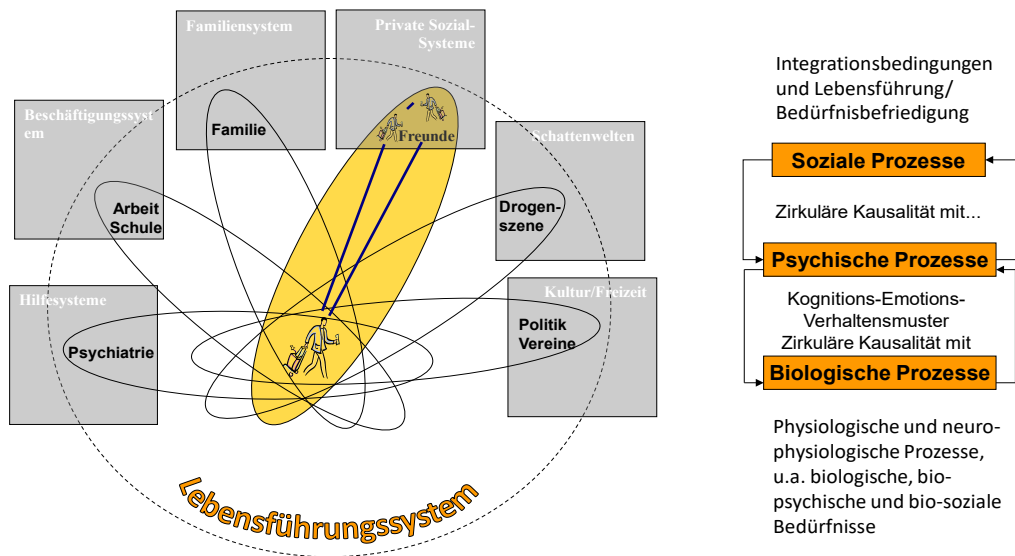 Familiensystem
Private Sozial-
Systeme
Beschäftigungssyst
em
Familie
Freunde
Schattenwelten
Arbeit
Schule
Drogen-
szene
Hilfesysteme
Kultur/Freizeit
Psychiatrie
Politik
Vereine
Lebensführungssystem
Integrationsbedingungen
und Lebensführung/
Bedürfnisbefriedigung
Soziale Prozesse
Zirkuläre Kausalität mit...
Psychische Prozesse
Kognitions-Emotions-
Verhaltensmuster
Zirkuläre Kausalität mit
Biologische Prozesse
Physiologische und neuro-
physiologische Prozesse,
u.a. biologische, bio-
psychische und bio-soziale
Bedürfnisse